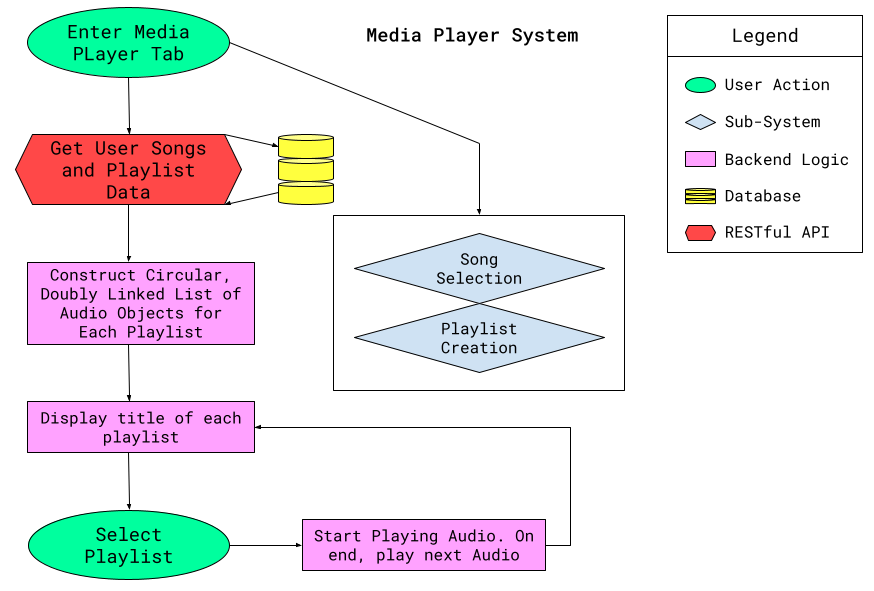 Enter Media
PLayer Tab
Media Player System
Get User Songs
and Playlist
Data
Construct Circular,
Doubly Linked List of
Audio Objects for
Each Playlist
Display title of each
playlist
Select
Playlist
Start Playing Audio. On
end, play next Audio
Song
Selection
Playlist
Creation
Legend
User Action
Sub-System
Backend Logic
Database
RESTful API